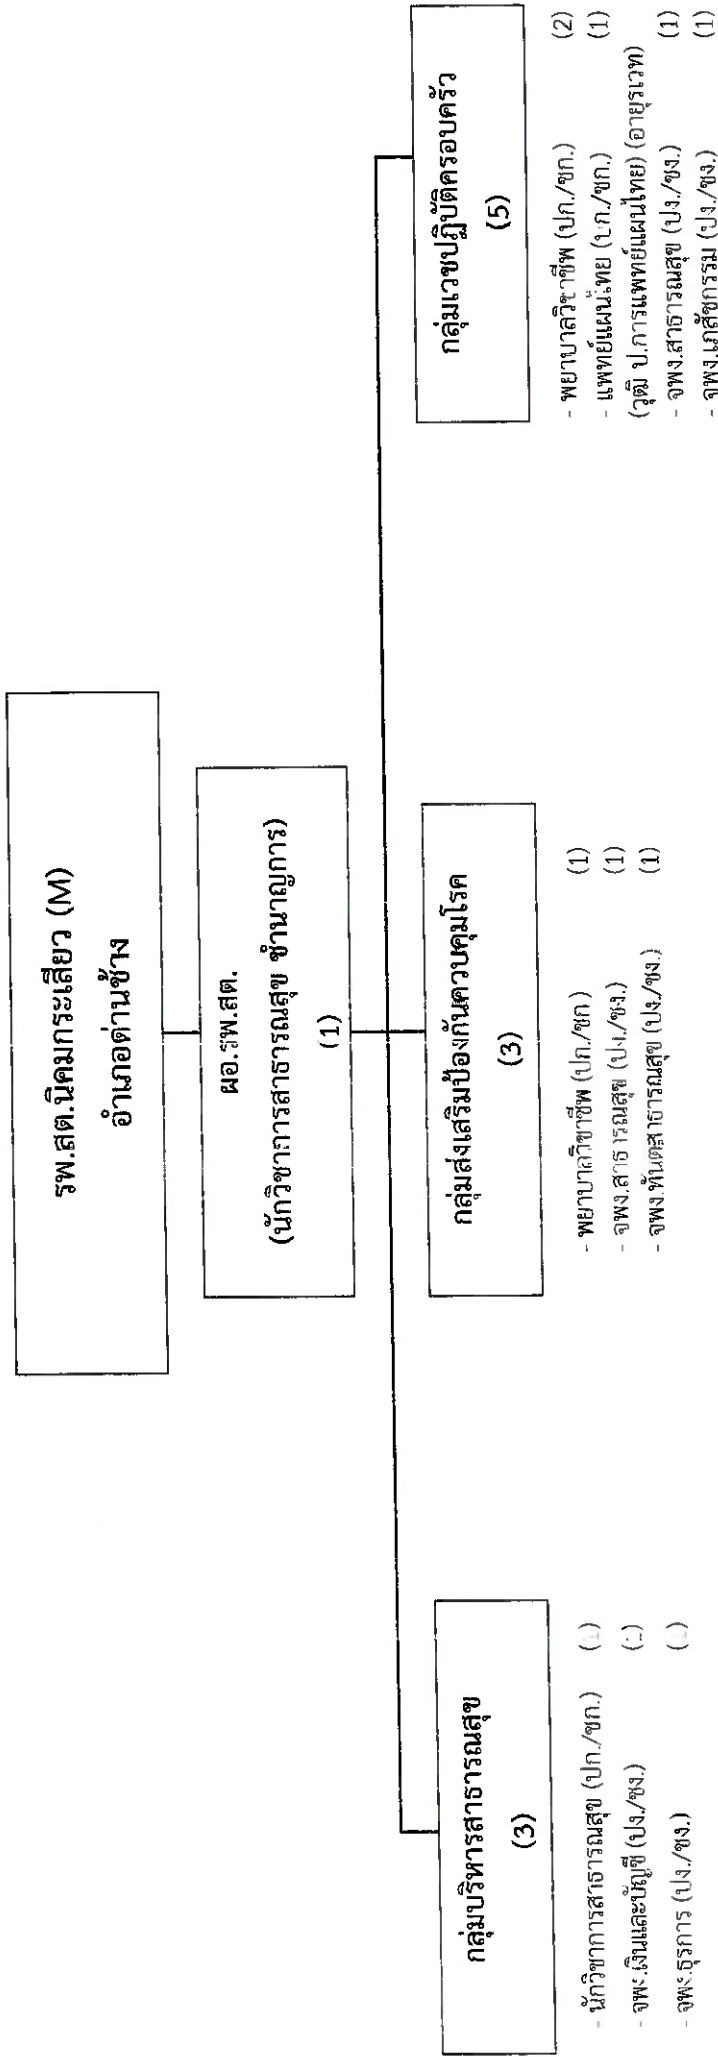 รพ.สต.นิคมกระเสียว (M)
อำเภอด่านช้าง
ผอ.รพ.สต.
(นักวิชาการสาธารณสุข ชำนาญการ)
(1)
กลุ่มบริหารสาธารณสุข
(3)
- นักวิชาการสาธารณสุข (ปก./ชก.)
- จพง.เงินและบัญชี (ปง./ชง.)
- จพง.ธุรการ (ปง./ชง.)
กลุ่มส่งเสริมป้องกันควบคุมโรค
(3)
- พยาบาลวิชาชีพ (ปก./ชก) (1)
- จพง.สาธารณสุข (ปง./ชง.) (1)
- จพง.ทันตสาธารณสุข (ปง./ชง.) (1)
กลุ่มเวชปฏิบัติครอบครัว
(5)
- พยาบาลวิชาชีพ (ปก./ชก.) (2)
- แพทย์แผนไทย (ปก./ชก.) (1)
(วุฒิ ป.การแพทย์แผนไทย) (อายุรเวท)
- จพง.สาธารณสุข (ปง./ชง.) (1)
- จพง.เภสัชกรรม (ปง./ชง.) (1)